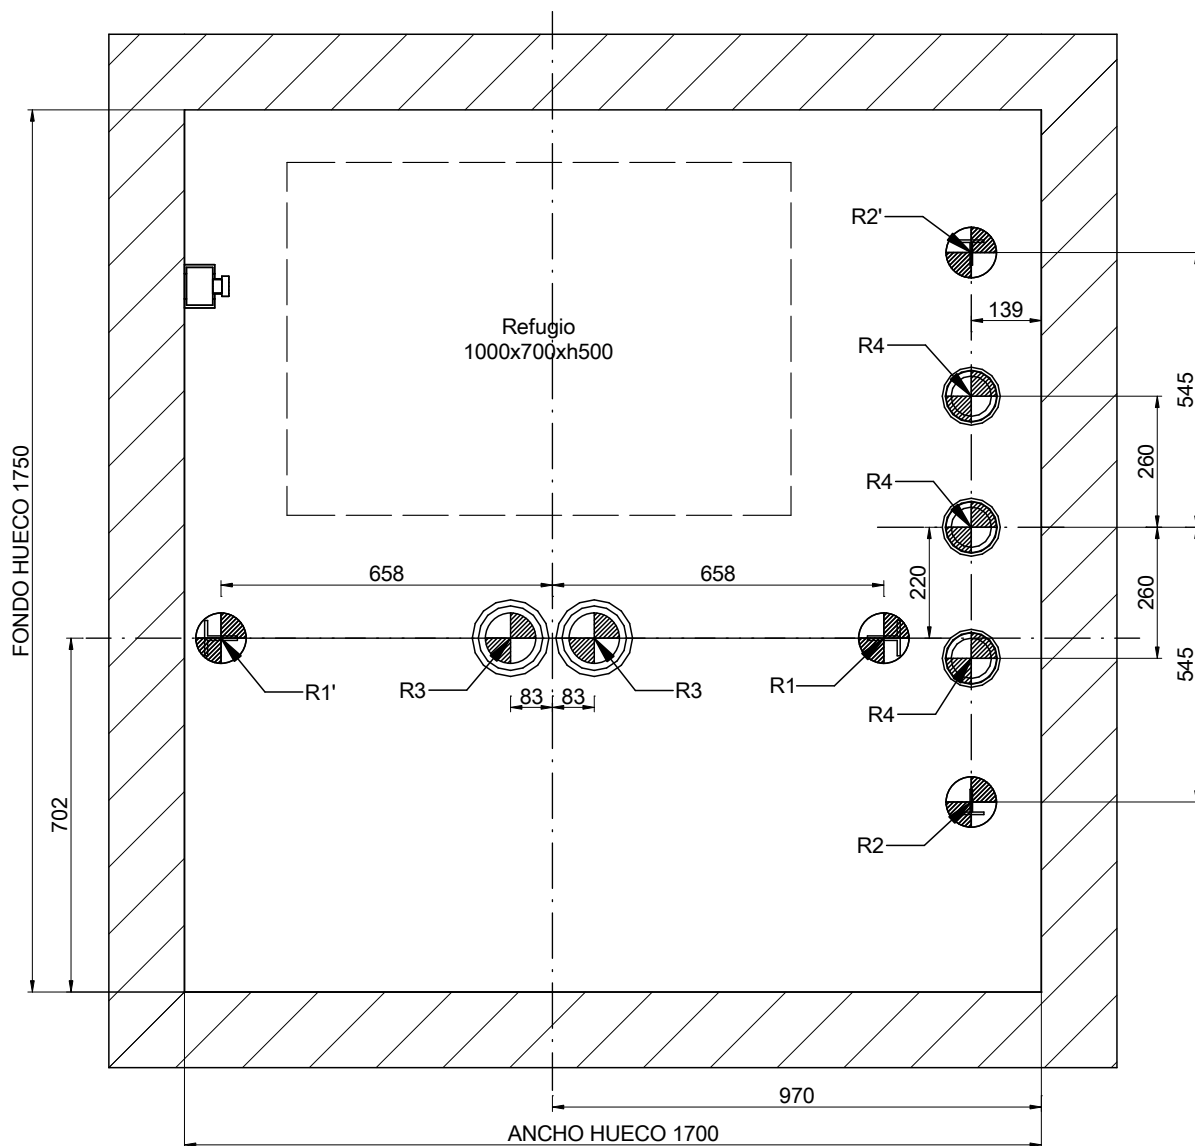 R2'
139
Refugio
1000x700xh500
R4
545
260
R4
FONDO HUECO 1750
658
658
220
260
R1'
R3
R3
R1
R4
545
83
83
702
R2
970
ANCHO HUECO 1700